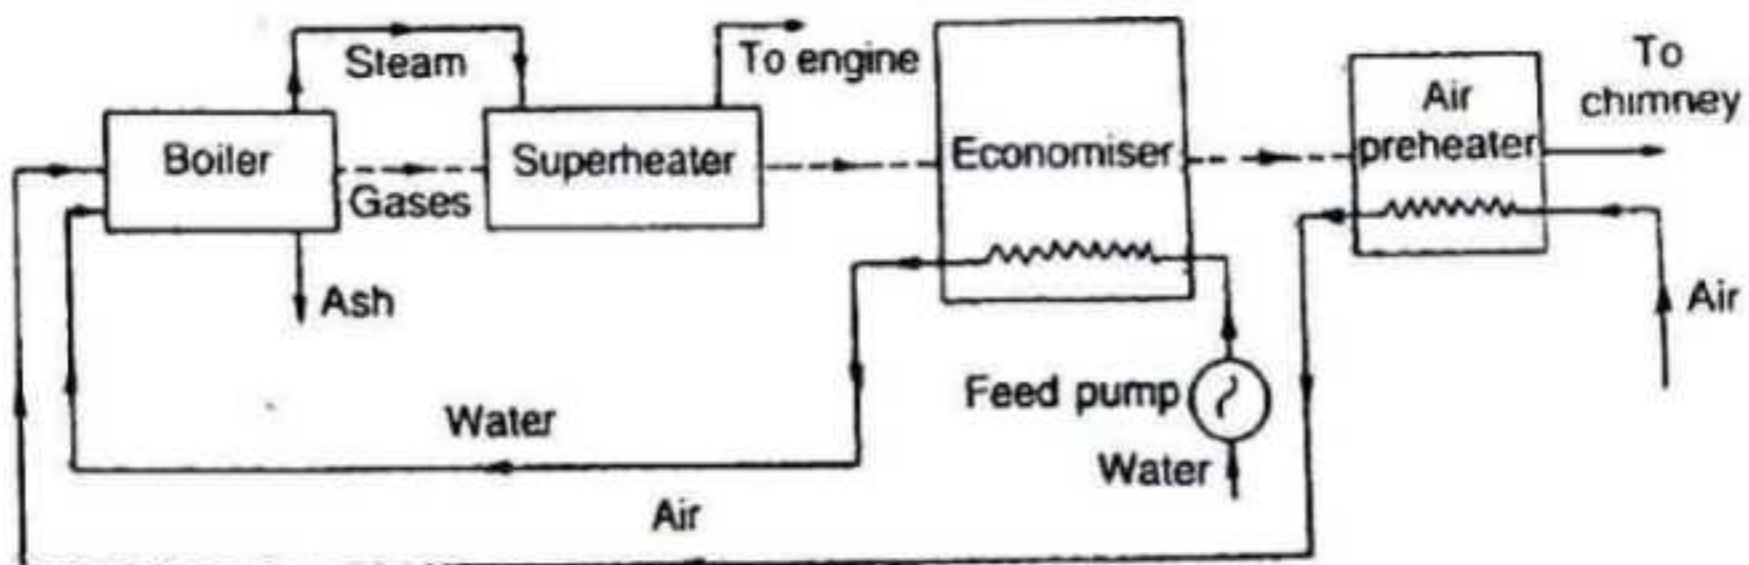 Steam
To engine
To
chimney
Air
preheater
Boiler
Superheater
Economiser
Gases
Ash
Air
Feed pump
Water
Water
Air